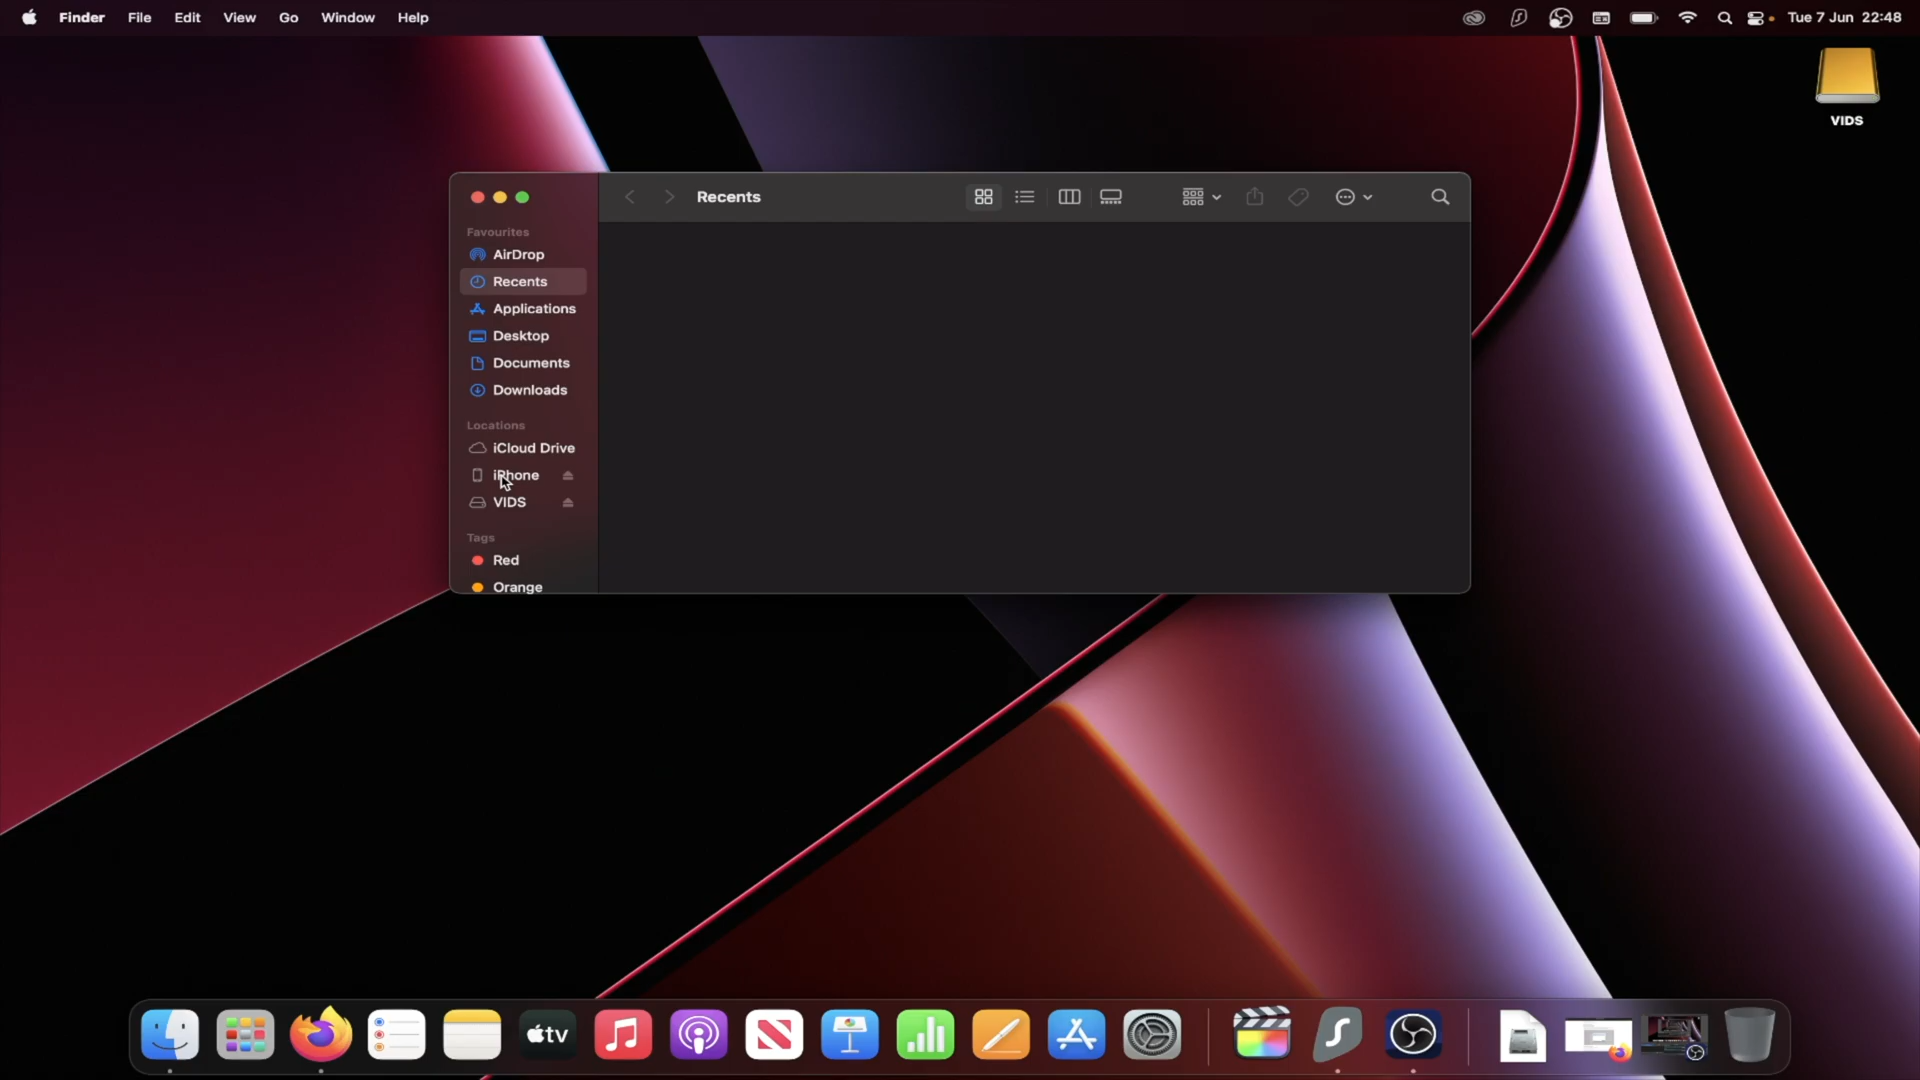 Finder File Edit View Go Window Help Tue 7 Jun 22:48
VIDS
Recents
Favourites
AirDrop
Recents
Applications
Desktop
Documents
Downloads
Locations
iCloud Drive
iPhone
VIDS
Tags
Red
Orange
tv